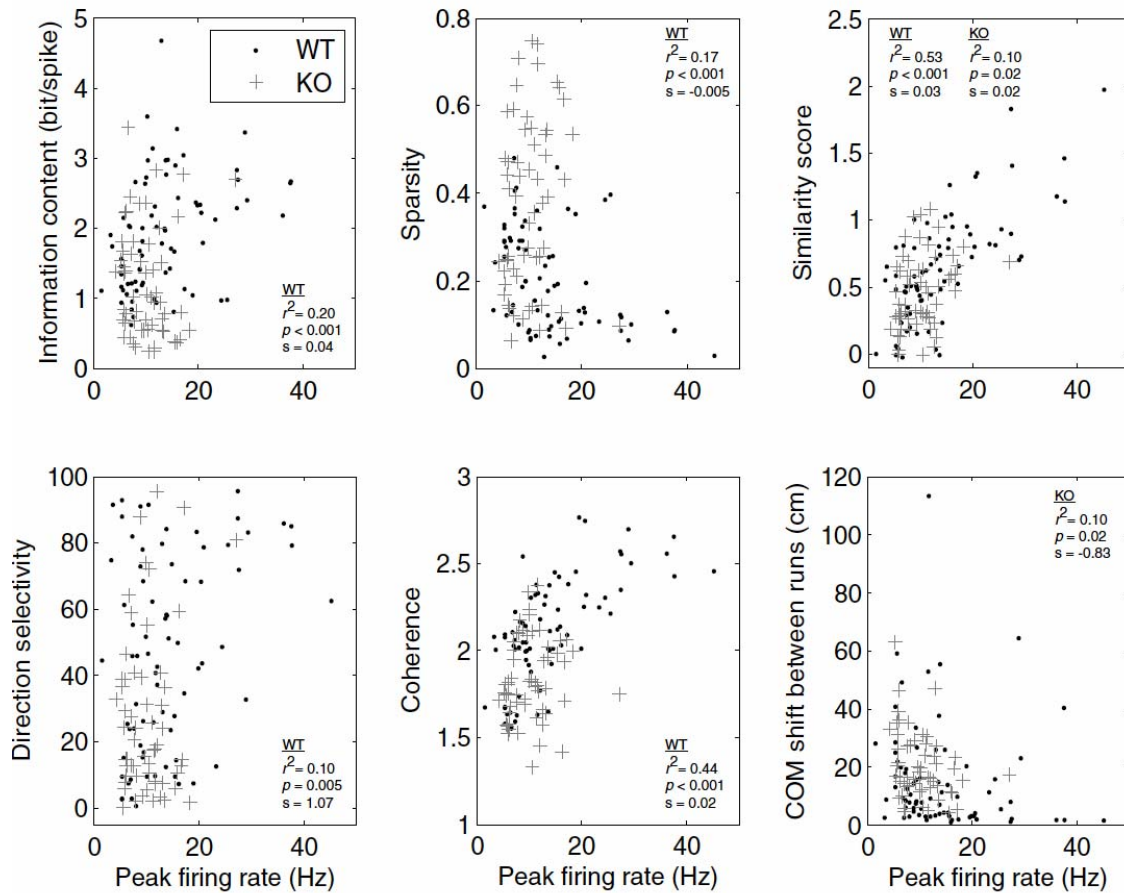 Information content (bit/spike)
5
4
3
2
1
0
0
20
40
WT
KO
WT
r2 = 0.20
p < 0.001
s = 0.04
Sparsity
0.8
0.6
0.4
0.2
0
0
20
40
WT
r2 = 0.17
p < 0.001
s = -0.005
Similarity score
2.5
2
1.5
1
0.5
0
0
20
40
WT KO
r2 = 0.53 r2 = 0.10
p < 0.001 p = 0.02
s = 0.03 s = 0.02
Direction selectivity
100
80
60
40
20
0
0
20
40
Peak firing rate (Hz)
WT
r2 = 0.10
p = 0.005
s = 1.07
Coherence
3
2.5
2
1.5
1
0
20
40
Peak firing rate (Hz)
WT
r2 = 0.44
p < 0.001
s = 0.02
COM shift between runs (cm)
120
100
80
60
40
20
0
0
20
40
Peak firing rate (Hz)
KO
r2 = 0.10
p = 0.02
s = -0.83